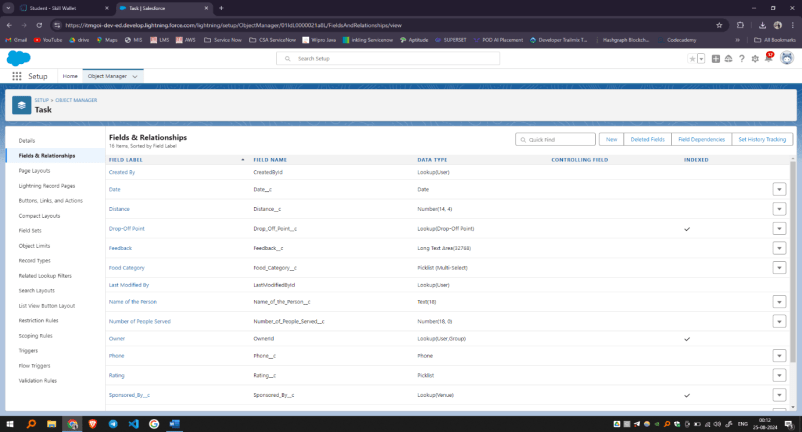 Student - Skill Wallet
Task | Salesforce
https://itmgoi-dev-ed.develop.lightning.force.com/lightning/setup/ObjectManager/
/FieldsAndRelationships/view
Gmail YouTube drive Maps NIS LMS AWS Service Now CSA ServiceNow Wipro Java Inkling Servicenow Aptitude SUPERSET POD AI Placement Developer Trailmix T... Hashgraph Blockch... Codecademy All Bookmarks
Search Setup
Setup Home Object Manager
SETUP > OBJECT MANAGER
Task
Details
Fields & Relationships
Page Layouts
Lightning Record Pages
Buttons, Links, and Actions
Compact Layouts
Field Sets
Object Limits
Record Types
Related Lookup Filters
Search Layouts
List View Button Layout
Restriction Rules
Scoping Rules
Triggers
Flow Triggers
Validation Rules
Fields & Relationships
Items, Sorted by Field Label
Quick Find
New Deleted Fields Field Dependencies Set History Tracking
FIELD LABEL FIELD NAME DATA TYPE CONTROLLING FIELD INDEXED
Created By CreatedById Lookup(User)
Date Date__c Date
Distance Distance__c Number(14, 4)
Drop-Off Point Drop_Off_Point__c Lookup(Drop-Off Point)
Feedback Feedback__c Long Text Area(32768)
Food Category Food_Category__c Picklist (Multi-Select)
Last Modified By LastModifiedById Lookup(User)
Name of the Person Name_of_the_Person__c Text(18)
Number of People Served Number_of_People_Served__c Number(18, 0)
Owner OwnerId Lookup(User,Group)
Phone Phone__c Phone
Rating Rating__c Picklist
Sponsored_By__c Sponsored_By__c Lookup(Venue)
ENG
00:12
25-08-2024